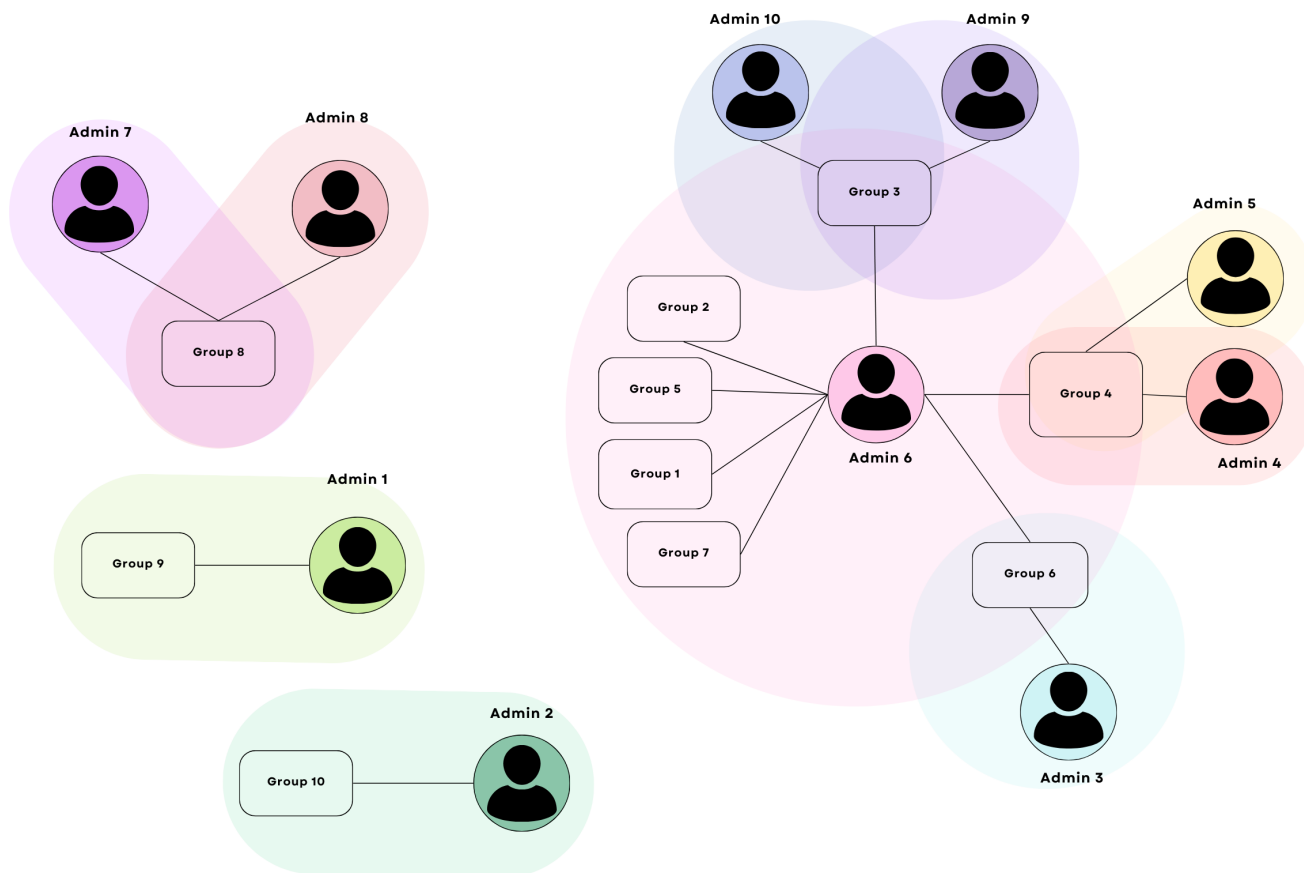 Admin 10
Admin 9
Admin 7
Admin 8
Group 3
Admin 5
Group 2
Group 8
Group 5
Group 4
Admin 6
Admin 4
Group 1
Admin 1
Group 7
Group 9
Group 6
Admin 2
Admin 3
Group 10